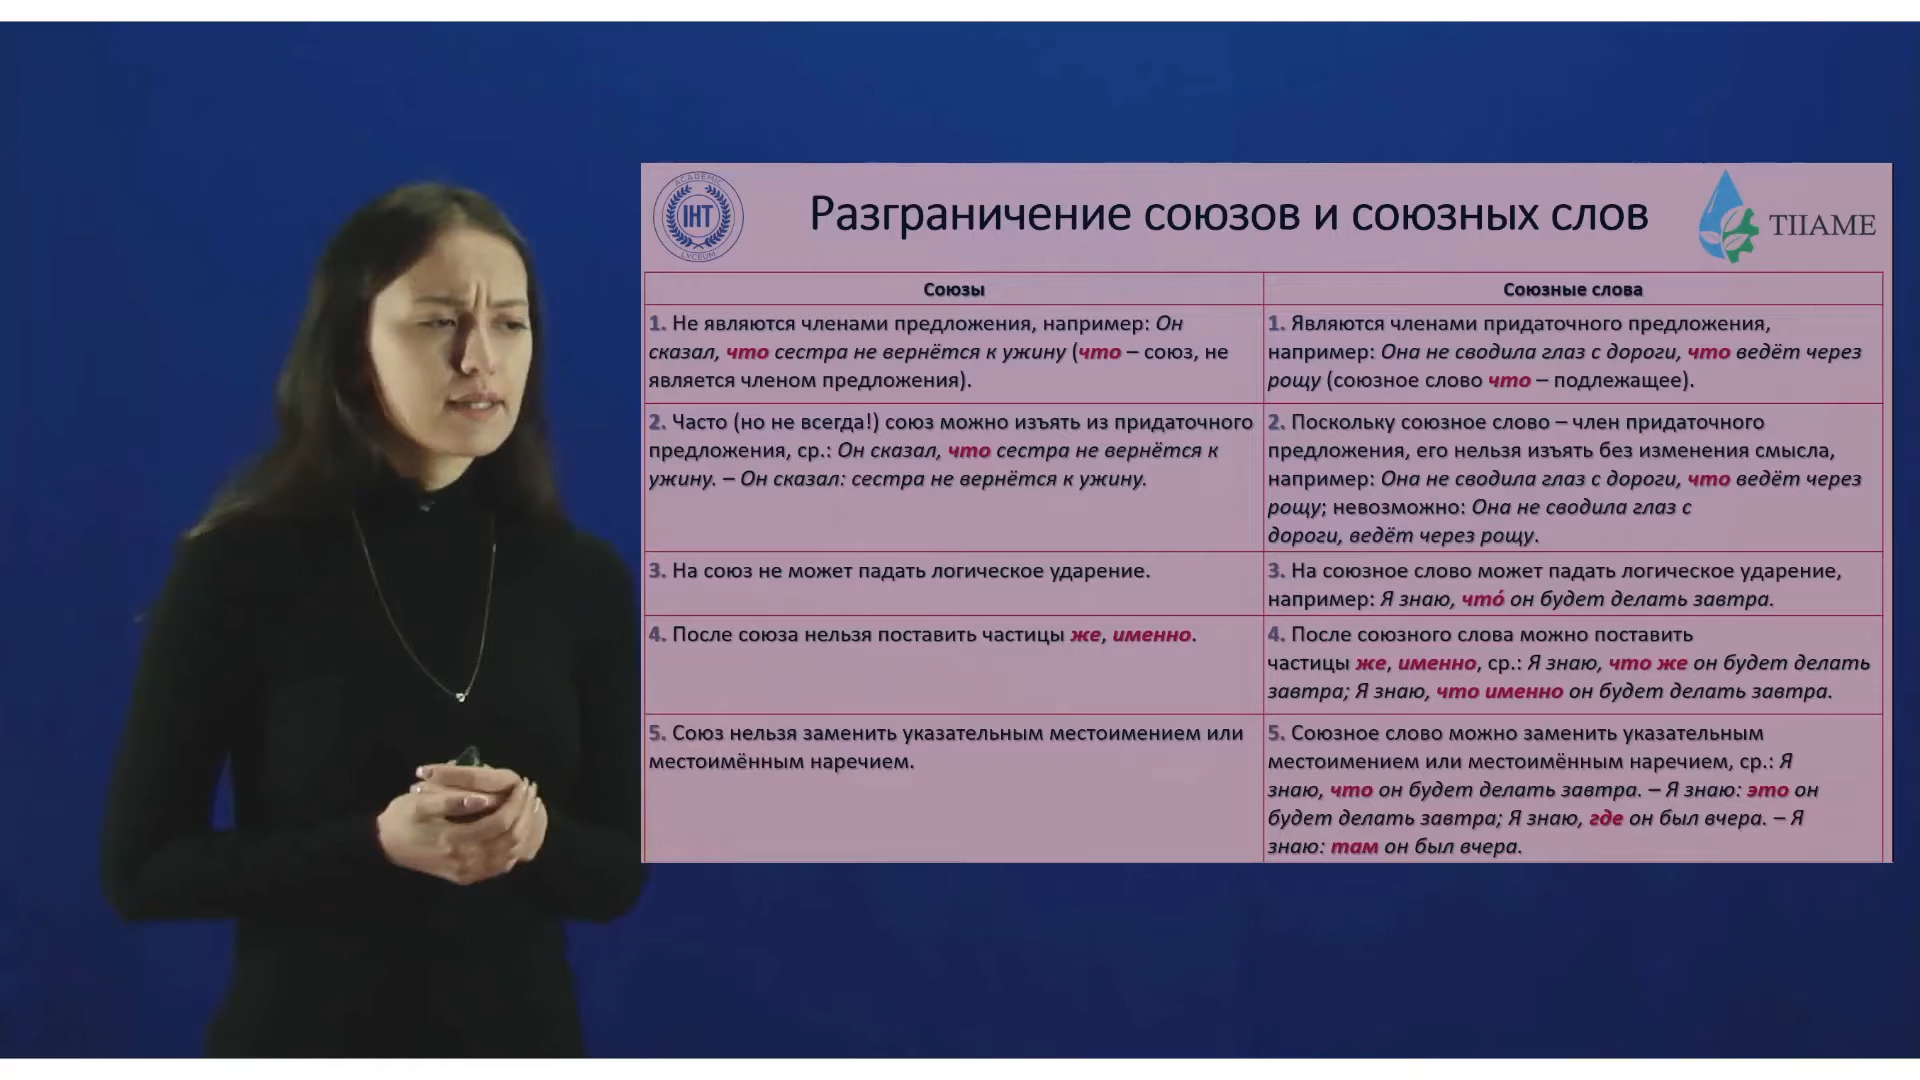 ACADEMIC
IHT
LYCEUM
Разграничение союзов и союзных слов
TIIAME
Союзы
1. Не являются членами предложения, например: Он
сказал, что сестра не вернётся к ужину (что – союз, не
является членом предложения).
2. Часто (но не всегда!) союз можно изъять из придаточного
предложения, ср.: Он сказал, что сестра не вернётся к
ужину. – Он сказал: сестра не вернётся к ужину.
3. На союз не может падать логическое ударение.
4. После союза нельзя поставить частицы же, именно.
5. Союз нельзя заменить указательным местоимением или
местоимённым наречием.
Союзные слова
1. Являются членами придаточного предложения,
например: Она не сводила глаз с дороги, что ведёт через
рощу (союзное слово что – подлежащее).
2. Поскольку союзное слово – член придаточного
предложения, его нельзя изъять без изменения смысла,
например: Она не сводила глаз с дороги, что ведёт через
рощу; невозможно: Она не сводила глаз с
дороги, ведёт через рощу.
3. На союзное слово может падать логическое ударение,
например: Я знаю, что́ он будет делать завтра.
4. После союзного слова можно поставить
частицы же, именно, ср.: Я знаю, что же он будет делать
завтра; Я знаю, что именно он будет делать завтра.
5. Союзное слово можно заменить указательным
местоимением или местоимённым наречием, ср.: Я
знаю, что он будет делать завтра. – Я знаю: это он
будет делать завтра; Я знаю, где он был вчера. – Я
знаю: там он был вчера.